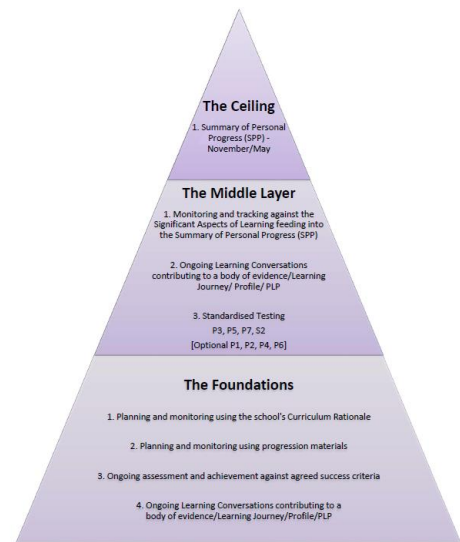 The Ceiling
1. Summary of Personal
Progress (SPP) -
November/May
The Middle Layer
1. Monitoring and tracking against the
Significant Aspects of Learning feeding into
the Summary of Personal Progress (SPP)
2. Ongoing Learning Conversations
contributing to a body of evidence/Learning
Journey/ Profile/ PLP
3. Standardised Testing
P3, P5, P7, S2
[Optional P1, P2, P4, P6]
The Foundations
1. Planning and monitoring using the school's Curriculum Rationale
2. Planning and monitoring using progression materials
3. Ongoing assessment and achievement against agreed success criteria
4. Ongoing Learning Conversations contributing to a
body of evidence/Learning Journey/Profile/PLP